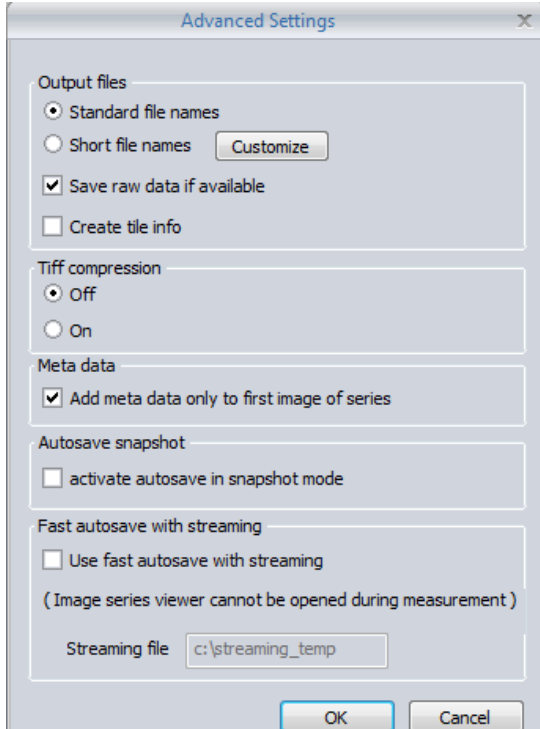 Advanced Settings
Output files
Standard file names
Short file names Customize
Save raw data if available
Create tile info
Tiff compression
Off
On
Meta data
Add meta data only to first image of series
Autosave snapshot
activate autosave in snapshot mode
Fast autosave with streaming
Use fast autosave with streaming
( Image series viewer cannot be opened during measurement )
Streaming file c:\streaming_temp
OK Cancel